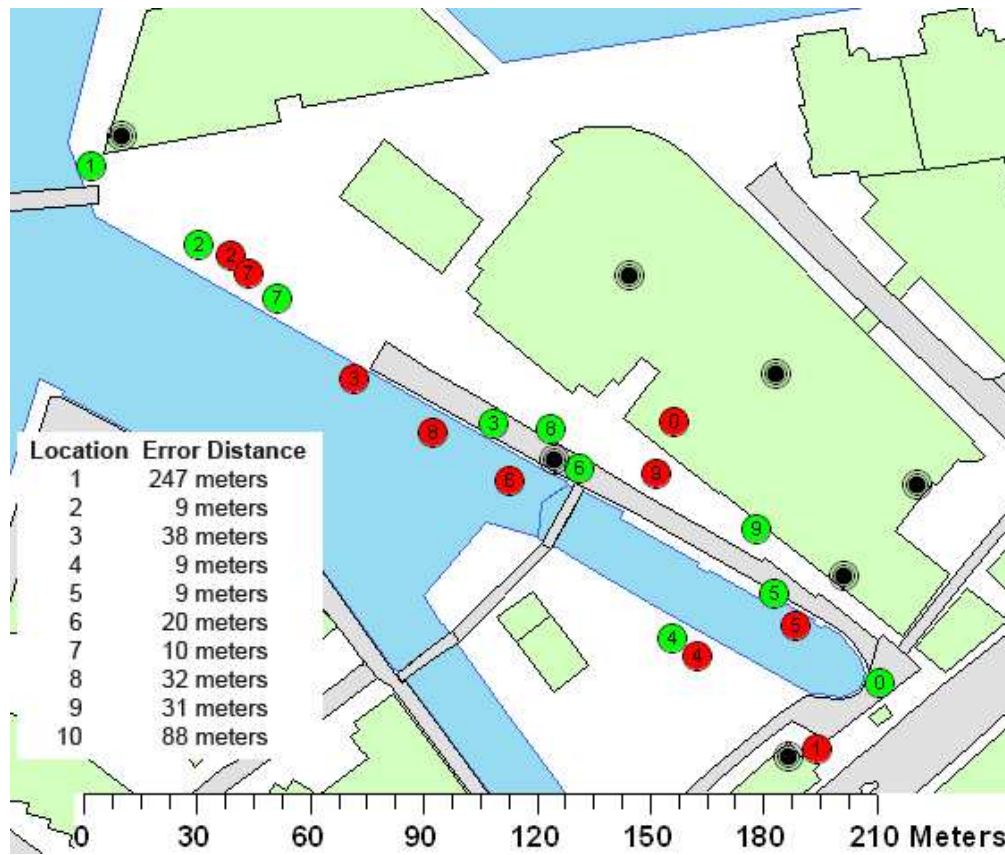 1
2
2
7
7
3
3
8
8
0
6
6
9
9
5
5
4
4
0
1
Location Error Distance
1 247 meters
2 9 meters
3 38 meters
4 9 meters
5 9 meters
6 20 meters
7 10 meters
8 32 meters
9 31 meters
10 88 meters
0 30 60 90 120 150 180 210 Meters